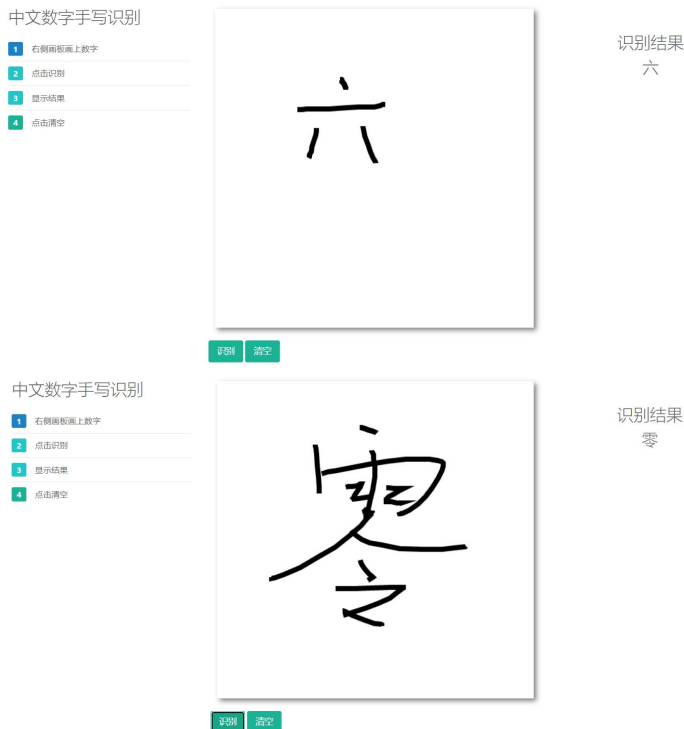 中文数字手写识别
1 右侧画板画上数字
2 点击识别
3 显示结果
4 点击清空
六
识别结果
六
识别 清空
中文数字手写识别
1 右侧画板画上数字
2 点击识别
3 显示结果
4 点击清空
零
识别结果
零
识别 清空